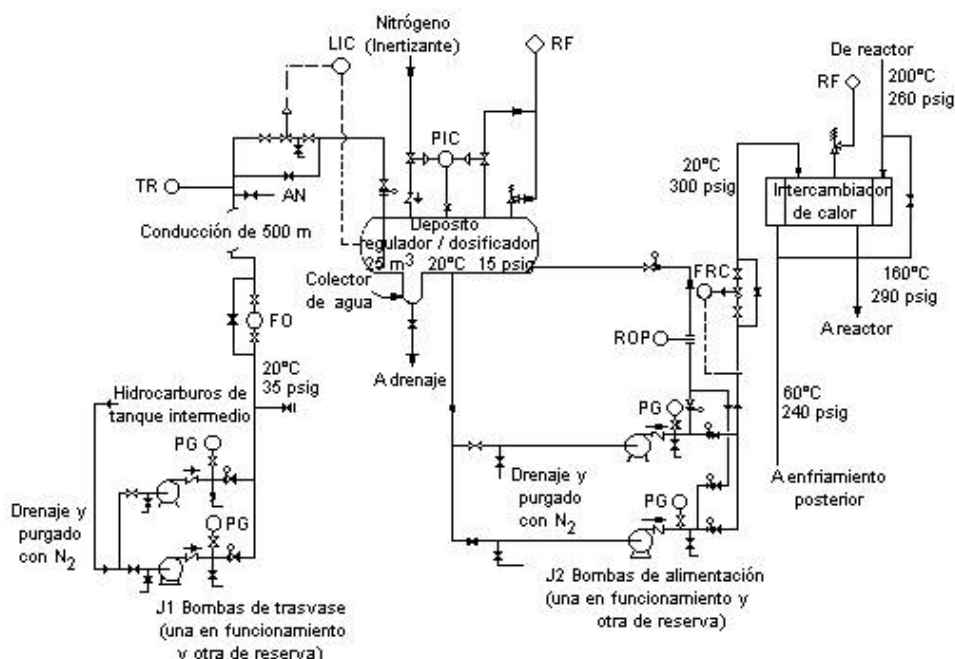 Nitrógeno
(Inertizante)
LIC
RF
De reactor
RF
200ºC
260 psig
PIC
20ºC
300 psig
TR
AN
Intercambiador
de calor
Conducción de 500 m
Depósito
regulador / dosificador
25 m³ 20ºC 15 psig
Colector
de agua
FRC
160ºC
290 psig
FO
ROP
A reactor
A drenaje
20ºC
35 psig
Hidrocarburos de
tanque intermedio
60ºC
240 psig
PG
PG
A enfriamiento
posterior
Drenaje y
purgado
con N₂
Drenaje y
purgado
con N₂
PG
PG
J1 Bombas de trasvase
(una en funcionamiento
y otra de reserva)
J2 Bombas de alimentación
(una en funcionamiento y
otra de reserva)